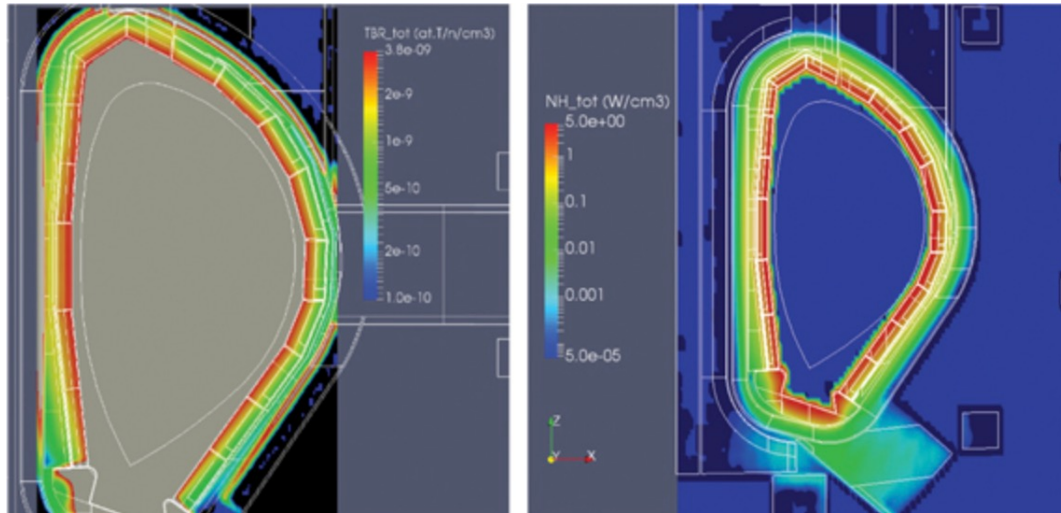 TBR_tot (at.T/n/cm3)
3.8e-09
2e-9
1e-9
5e-10
2e-10
1.0e-10
NH_tot (W/cm3)
5.0e+00
1
0.1
0.01
0.001
5.0e-05
Z
Y
X